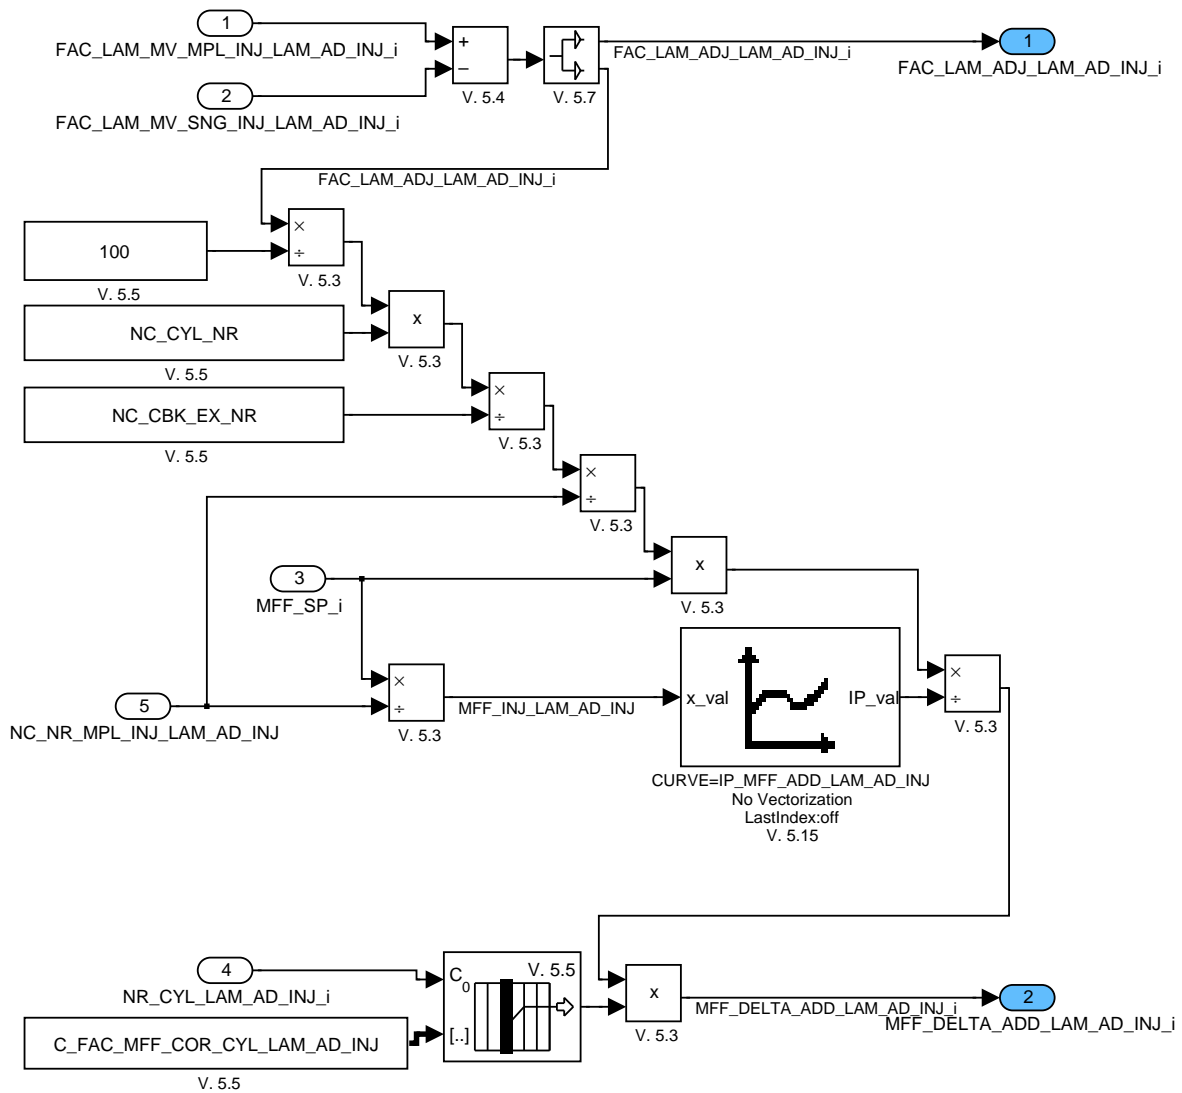 1
FAC_LAM_MV_MPL_INJ_LAM_AD_INJ_i
+
−
V. 5.4
V. 5.7
FAC_LAM_ADJ_LAM_AD_INJ_i
1
FAC_LAM_ADJ_LAM_AD_INJ_i
2
FAC_LAM_MV_SNG_INJ_LAM_AD_INJ_i
FAC_LAM_ADJ_LAM_AD_INJ_i
100
V. 5.5
×
÷
V. 5.3
NC_CYL_NR
V. 5.5
x
V. 5.3
NC_CBK_EX_NR
V. 5.5
×
÷
V. 5.3
×
÷
V. 5.3
3
MFF_SP_i
x
V. 5.3
5
NC_NR_MPL_INJ_LAM_AD_INJ
×
÷
V. 5.3
MFF_INJ_LAM_AD_INJ
x_val
IP_val
×
÷
V. 5.3
CURVE=IP_MFF_ADD_LAM_AD_INJ
No Vectorization
LastIndex:off
V. 5.15
4
NR_CYL_LAM_AD_INJ_i
C_FAC_MFF_COR_CYL_LAM_AD_INJ
V. 5.5
C
0
V. 5.5
[..]
x
V. 5.3
MFF_DELTA_ADD_LAM_AD_INJ_i
2
MFF_DELTA_ADD_LAM_AD_INJ_i